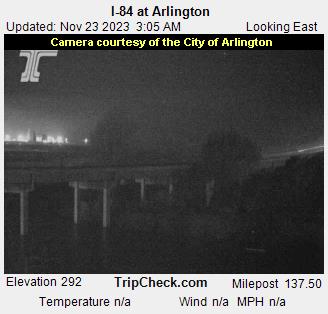 I-84 at Arlington
Updated: Nov 23 2023 3:05 AM Looking East
Camera courtesy of the City of Arlington
Elevation 292 TripCheck.com Milepost 137.50
Temperature n/a Wind n/a MPH n/a